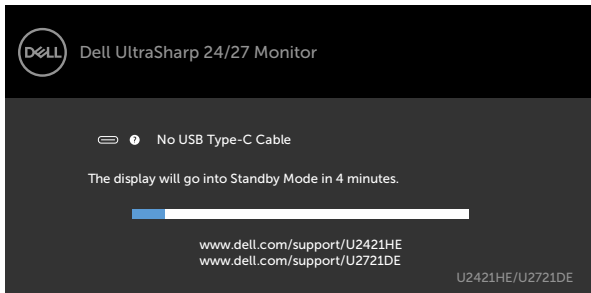 DELL
Dell UltraSharp 24/27 Monitor
? No USB Type-C Cable
The display will go into Standby Mode in 4 minutes.
www.dell.com/support/U2421HE
www.dell.com/support/U2721DE
U2421HE/U2721DE